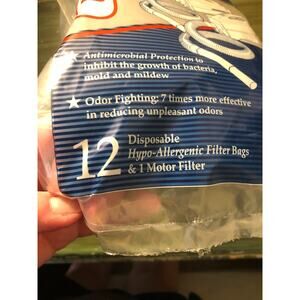 Antimicrobial Protection to
inhibit the growth of bacteria,
mold and mildew
Odor Fighting: 7 times more effective
in reducing unpleasant odors
12 Disposable
Hypo-Allergenic Filter Bags
& 1 Motor Filter